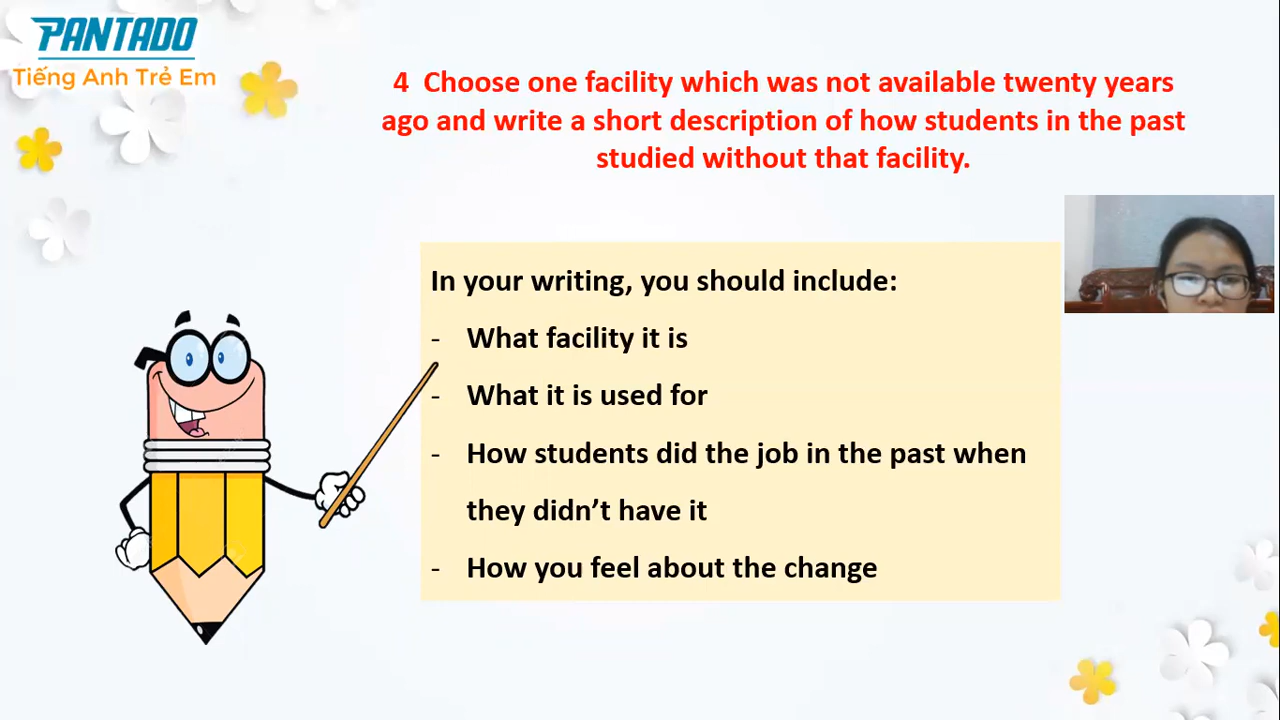 PANTADO
Tiếng Anh Trẻ Em
4 Choose one facility which was not available twenty years
ago and write a short description of how students in the past
studied without that facility.
In your writing, you should include:
- What facility it is
- What it is used for
- How students did the job in the past when
they didn’t have it
- How you feel about the change